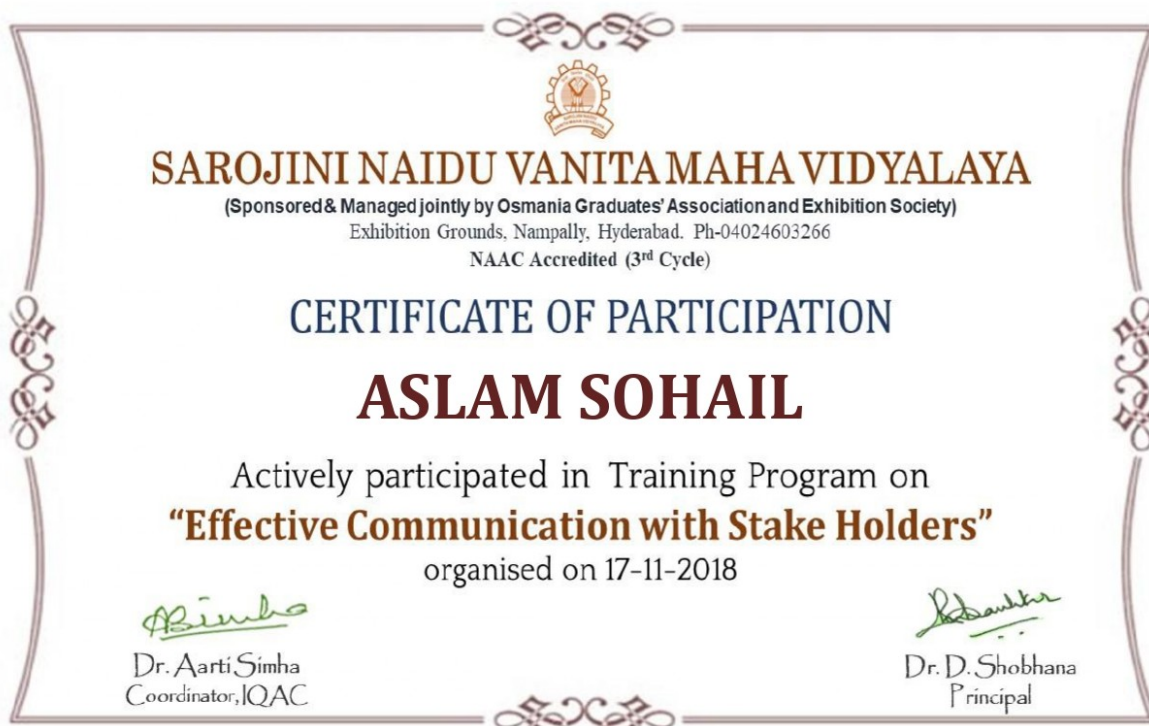 SAROJINI NAIDU VANITA MAHA VIDYALAYA
(Sponsored & Managed jointly by Osmania Graduates' Association and Exhibition Society)
Exhibition Grounds, Nampally, Hyderabad. Ph-04024603266
NAAC Accredited (3rd Cycle)
CERTIFICATE OF PARTICIPATION
ASLAM SOHAIL
Actively participated in Training Program on
“Effective Communication with Stake Holders”
organised on 17-11-2018
Dr. Aarti Simha
Coordinator, IQAC
Dr. D. Shobhana
Principal